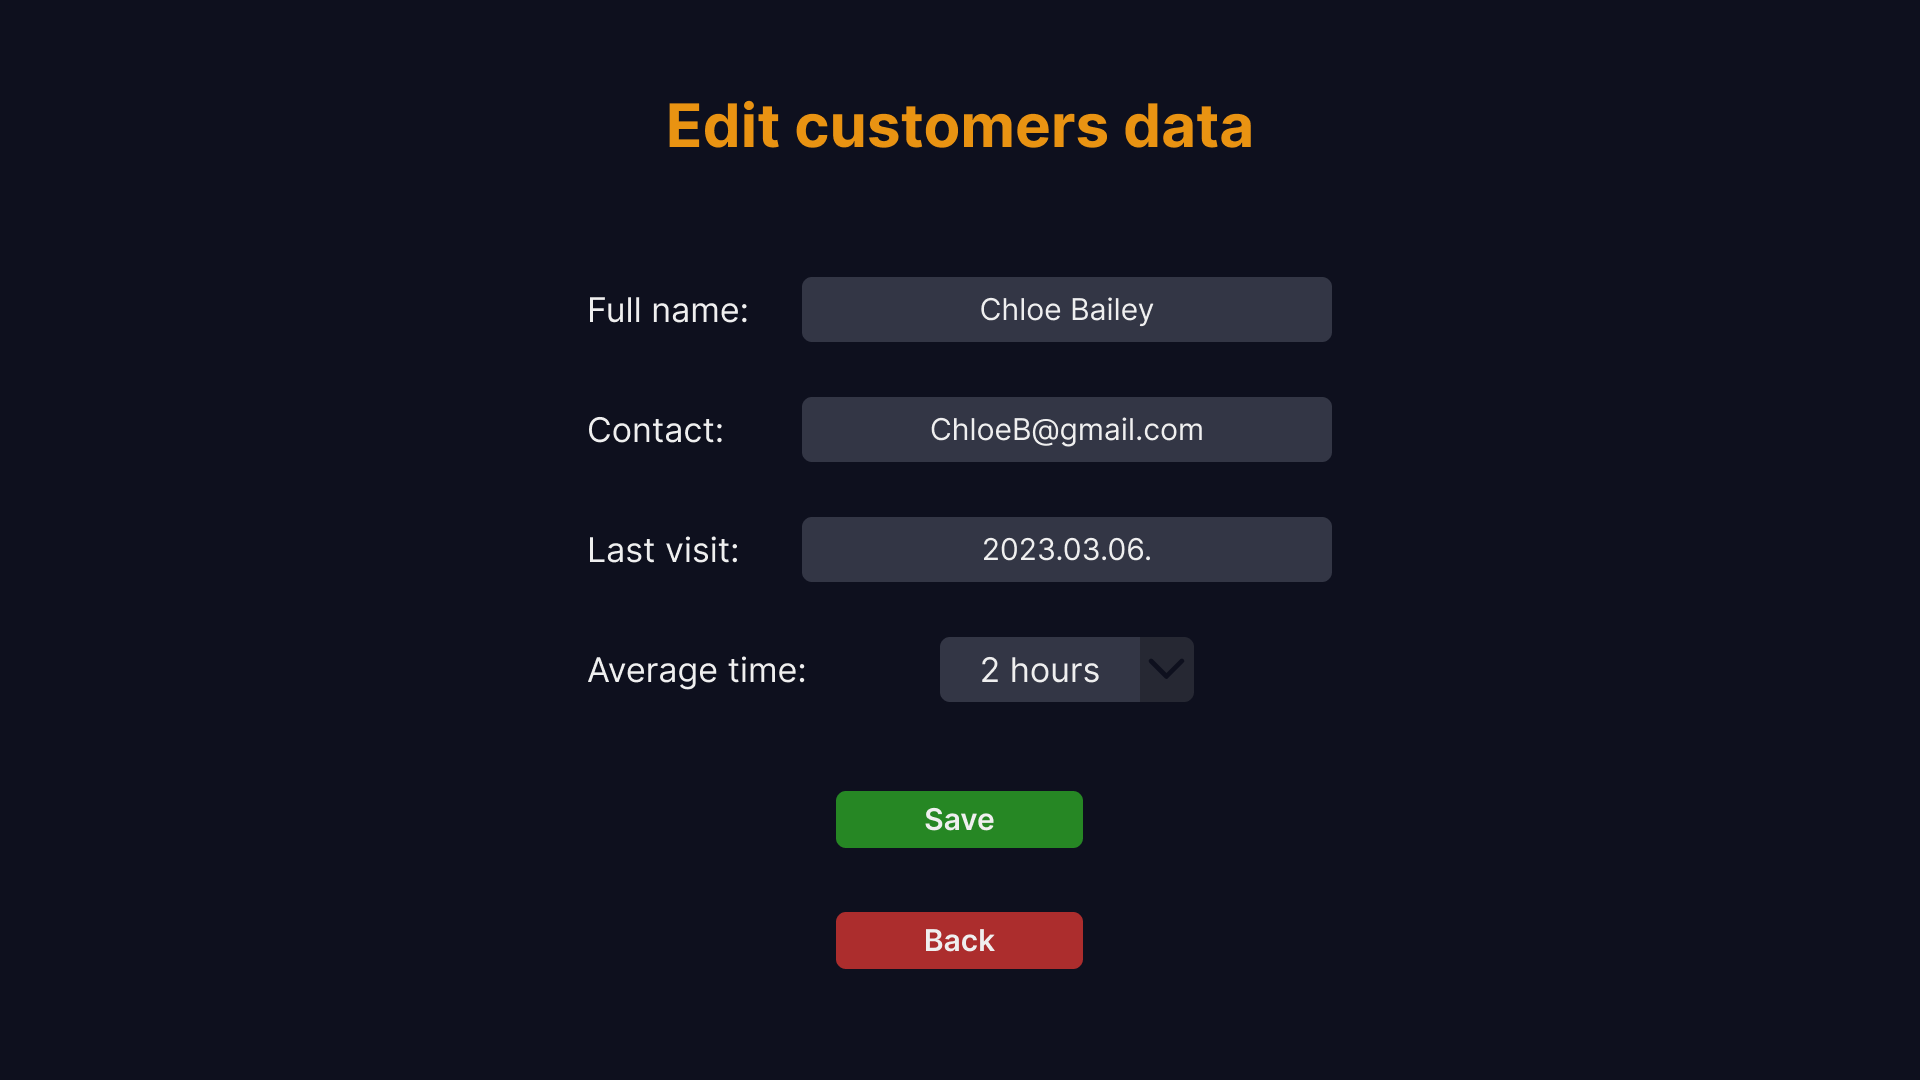 Edit customers data
Full name: Chloe Bailey
Contact: ChloeB@gmail.com
Last visit: 2023.03.06.
Average time: 2 hours
Save
Back